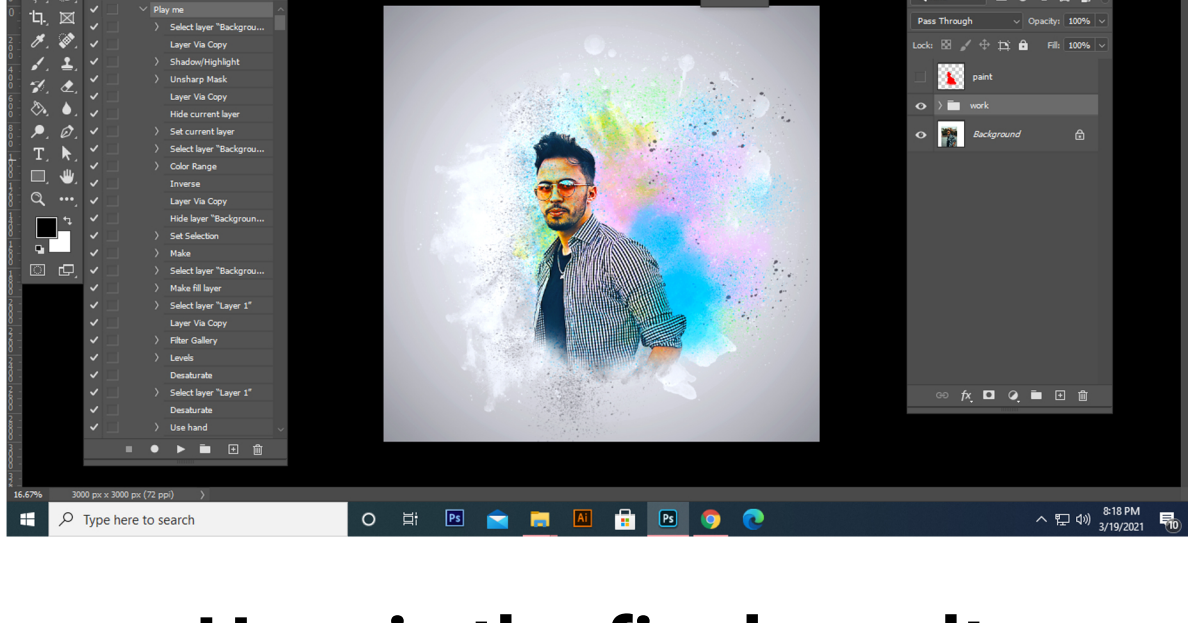 Play me
Select layer "Backgrou...
Layer Via Copy
Shadow/Highlight
Unsharp Mask
Layer Via Copy
Hide current layer
Set current layer
Select layer "Backgrou...
Color Range
Inverse
Layer Via Copy
Hide layer "Backgroun...
Set Selection
Make
Select layer "Backgrou...
Make fill layer
Select layer "Layer 1"
Layer Via Copy
Filter Gallery
Levels
Desaturate
Select layer "Layer 1"
Desaturate
Use hand
Pass Through Opacity: 100%
Lock: Fill: 100%
paint
work
Background
fx
16.67% 3000 px x 3000 px (72 ppi)
Type here to search
Ps
Ai
Ps
8:18 PM
3/19/2021
10